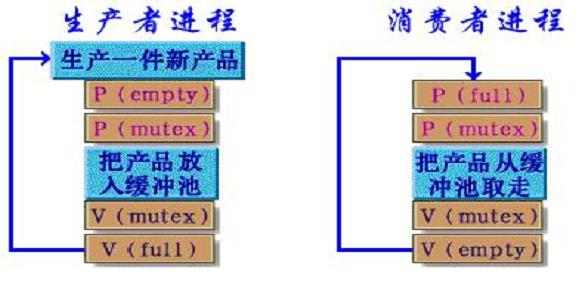 生产者进程
生产一件新产品
P（empty）
P（mutex）
把产品放
入缓冲池
V（mutex）
V（full）
消费者进程
P（full）
P（mutex）
把产品从缓
冲池取走
V（mutex）
V（empty）